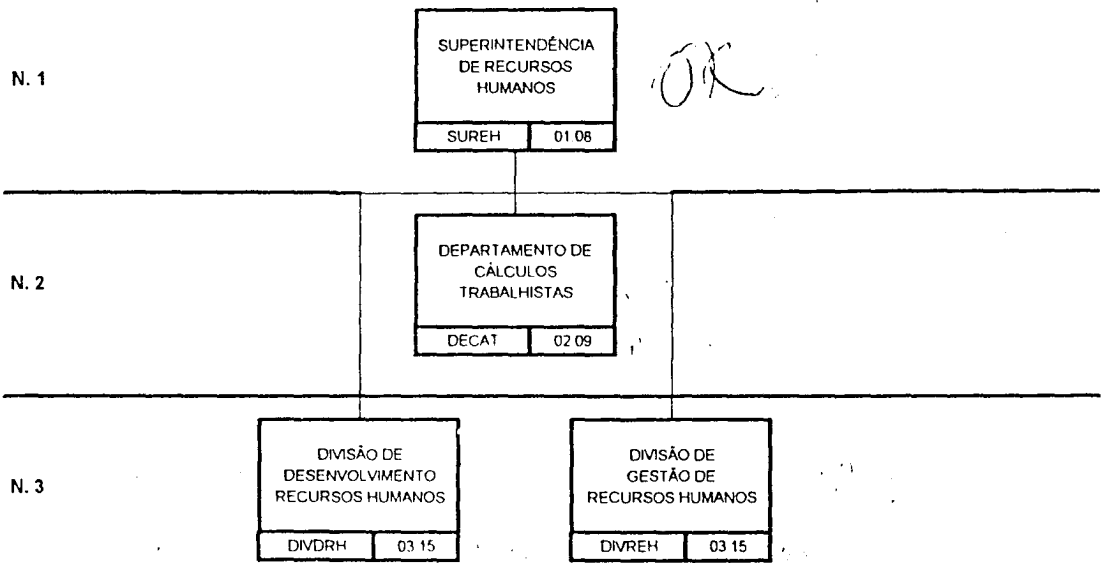 N. 1
SUPERINTENDÊNCIA
DE RECURSOS
HUMANOS
SUREH 01.08
OK
N. 2
DEPARTAMENTO DE
CÁLCULOS
TRABALHISTAS
DECAT 02 09
N. 3
DIVISÃO DE
DESENVOLVIMENTO
RECURSOS HUMANOS
DIVDRH 03 15
DIVISÃO DE
GESTÃO DE
RECURSOS HUMANOS
DIVREH 03 15